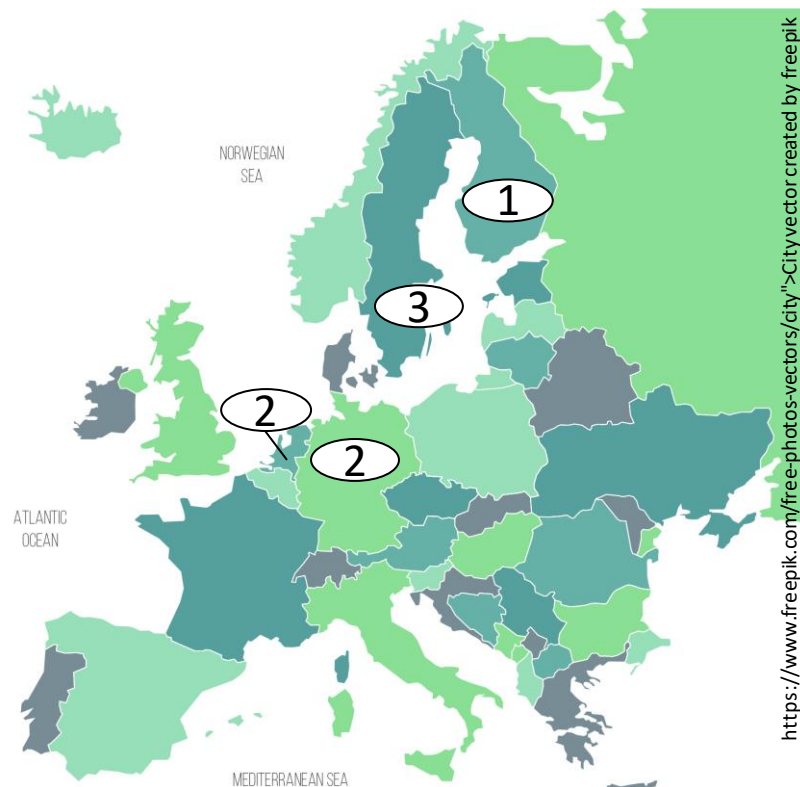 NORWEGIAN
SEA
1
3
2
2
ATLANTIC
OCEAN
MEDITERRANEAN SEA
https://www.freepik.com/free-photos-vectors/city">City vector created by freepik